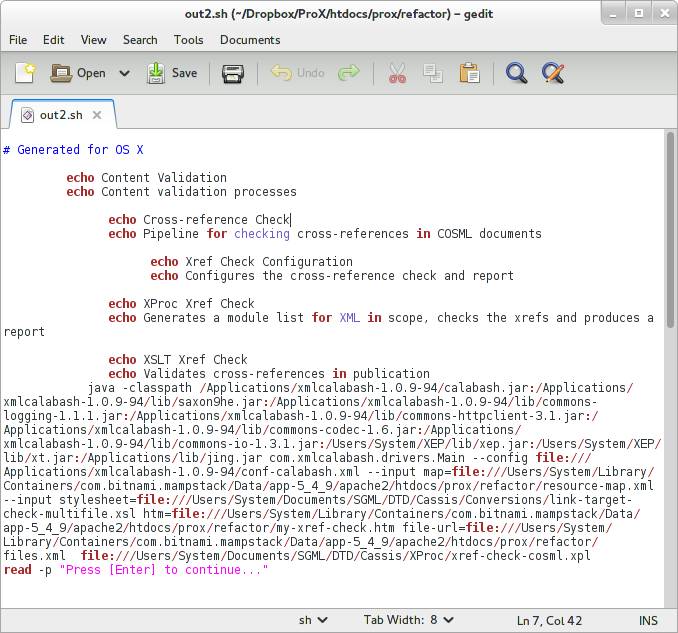 out2.sh (~/Dropbox/ProX/htdocs/prox/refactor) – gedit
File Edit View Search Tools Documents
Open Save Undo
out2.sh
# Generated for OS X
echo Content Validation
echo Content validation processes
echo Cross-reference Check
echo Pipeline for checking cross-references in COSML documents
echo Xref Check Configuration
echo Configures the cross-reference check and report
echo XProc Xref Check
echo Generates a module list for XML in scope, checks the xrefs and produces a
report
echo XSLT Xref Check
echo Validates cross-references in publication
java -classpath /Applications/xmlcalabash-1.0.9-94/calabash.jar:/Applications/
xmlcalabash-1.0.9-94/lib/saxon9he.jar:/Applications/xmlcalabash-1.0.9-94/lib/commons-
logging-1.1.1.jar:/Applications/xmlcalabash-1.0.9-94/lib/commons-httpclient-3.1.jar:/
Applications/xmlcalabash-1.0.9-94/lib/commons-codec-1.6.jar:/Applications/
xmlcalabash-1.0.9-94/lib/commons-io-1.3.1.jar:/Users/System/XEP/lib/xep.jar:/Users/System/XEP/
lib/xt.jar:/Applications/lib/jing.jar com.xmlcalabash.drivers.Main --config file:///
Applications/xmlcalabash-1.0.9-94/conf-calabash.xml --input map=file:///Users/System/Library/
Containers/com.bitnami.mampstack/Data/app-5_4_9/apache2/htdocs/prox/refactor/resource-map.xml
--input stylesheet=file:///Users/System/Documents/SGML/DTD/Cassis/Conversions/link-target-
check-multifile.xsl htm=file:///Users/System/Library/Containers/com.bitnami.mampstack/Data/
app-5_4_9/apache2/htdocs/prox/refactor/my-xref-check.htm file-url=file:///Users/System/
Library/Containers/com.bitnami.mampstack/Data/app-5_4_9/apache2/htdocs/prox/refactor/
files.xml  file:///Users/System/Documents/SGML/DTD/Cassis/XProc/xref-check-cosml.xpl
read -p "Press [Enter] to continue..."
sh Tab Width: 8 Ln 7, Col 42 INS